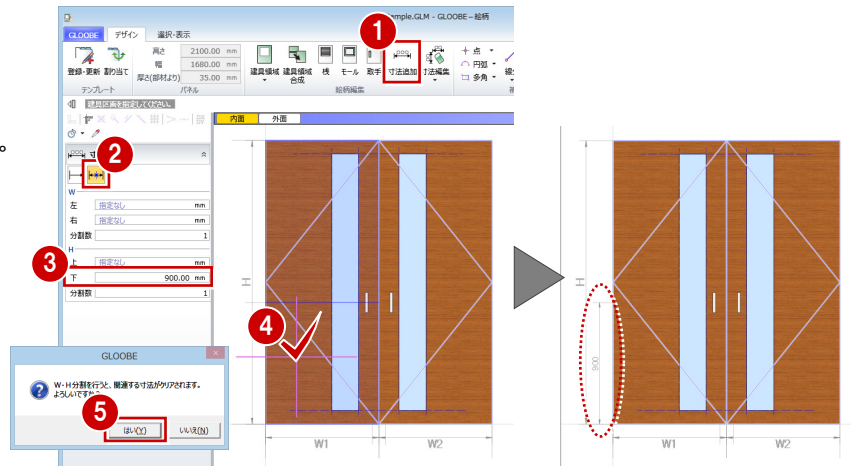 。
ample.GLM - GLOOBE - 絵柄
GLOOBE デザイン 選択・表示
高さ 2100.00 mm
幅 1680.00 mm
厚さ(部材より) 35.00 mm
登録・更新 割り当て
建具領域 建具領域合成 桟 モール 取手 寸法追加 寸法編集
点
円弧
多角
テンプレート パネル 絵柄編集
1
建具区画を指定してください。
内面 外面
寸
2
W
左 指定なし mm
右 指定なし mm
分割数 1
H
上 指定なし mm
3
下 900.00 mm
分割数 1
4
H
W1 W2
H
900
W1 W2
GLOOBE
W・H分割を行うと、関連する寸法がクリアされます。
よろしいですか
5
はい(Y) いいえ(N)